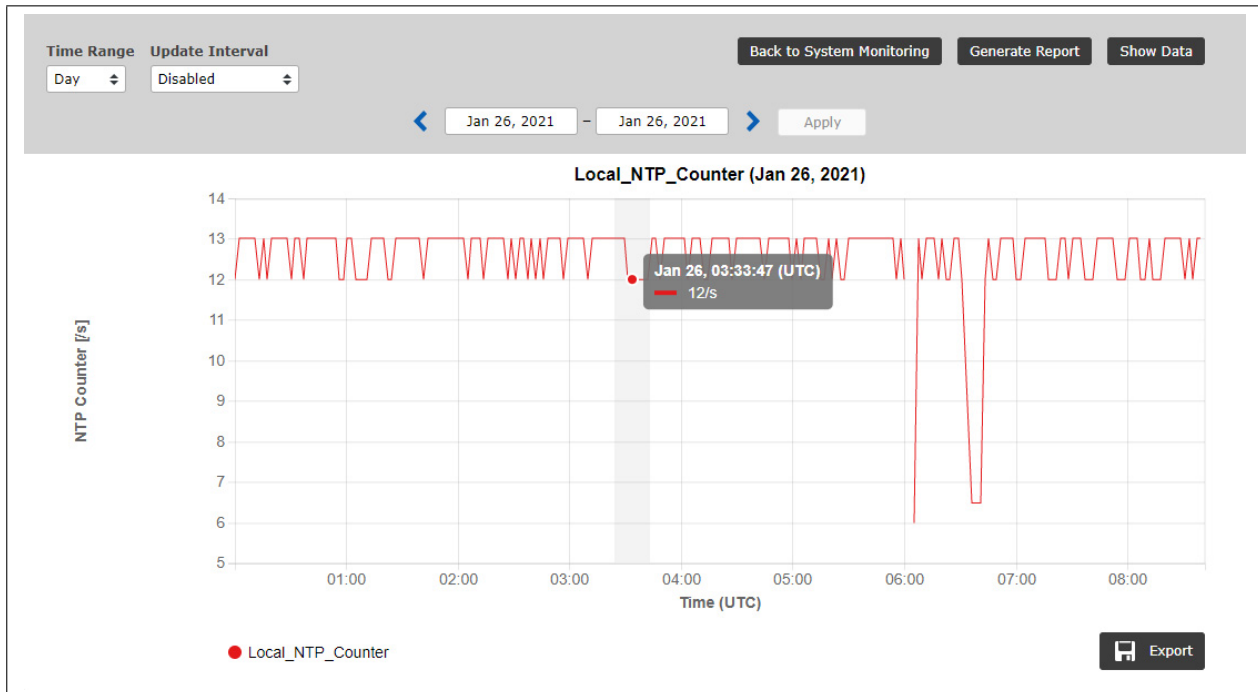 Time Range Update Interval
Day Disabled
Back to System Monitoring Generate Report Show Data
Jan 26, 2021 – Jan 26, 2021 Apply
Local_NTP_Counter (Jan 26, 2021)
NTP Counter [/s]
14
13
12
11
10
9
8
7
6
5
Jan 26, 03:33:47 (UTC)
12/s
01:00 02:00 03:00 04:00 05:00 06:00 07:00 08:00
Time (UTC)
Local_NTP_Counter
Export